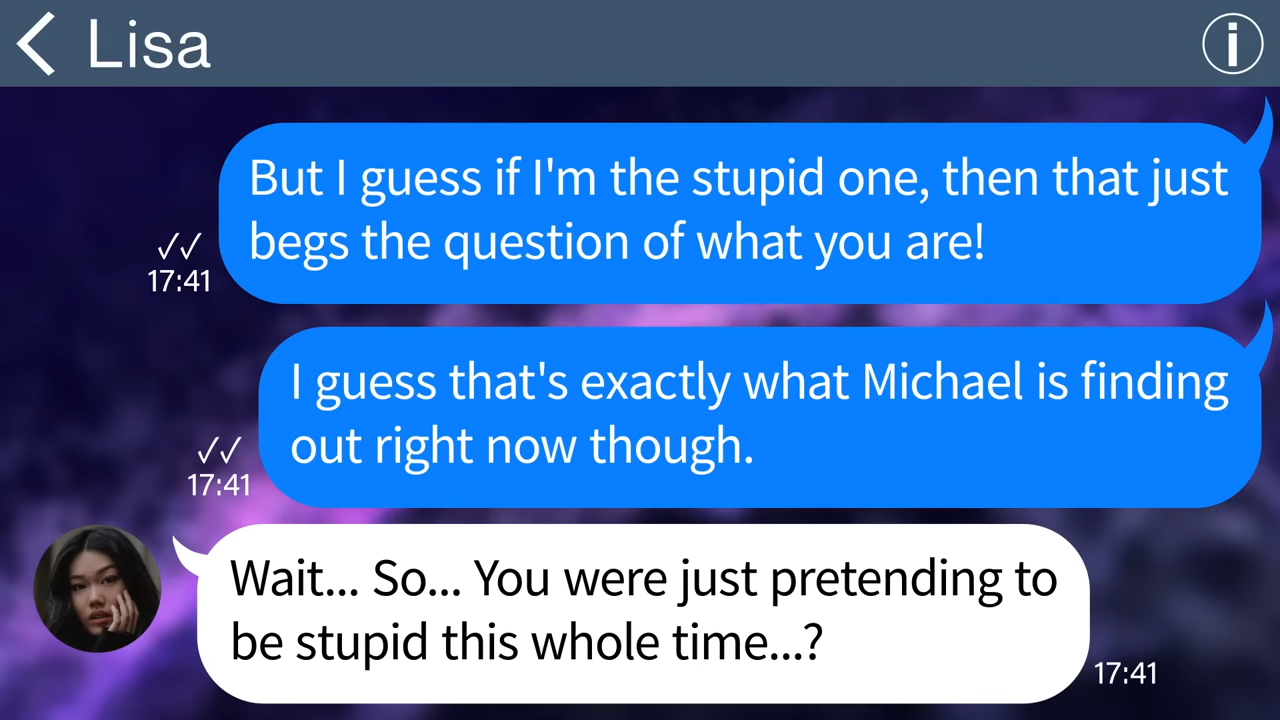 Lisa
But I guess if I'm the stupid one, then that just
begs the question of what you are!
✓✓
17:41
I guess that's exactly what Michael is finding
out right now though.
✓✓
17:41
Wait... So... You were just pretending to
be stupid this whole time...?
17:41